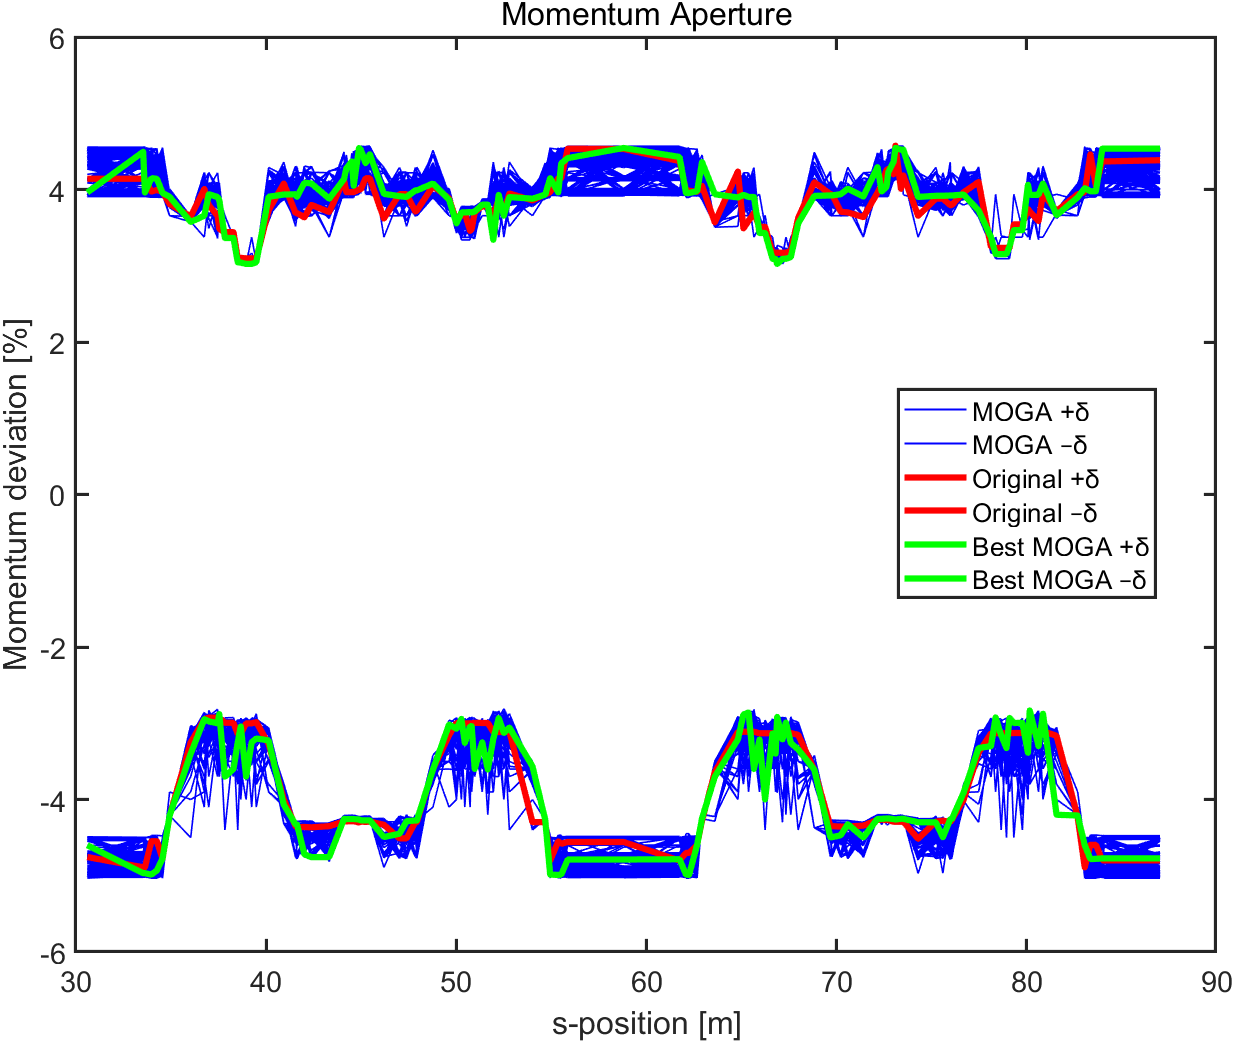 Momentum Aperture
Momentum deviation [%]
6
4
2
0
-2
-4
-6
MOGA +δ
MOGA −δ
Original +δ
Original −δ
Best MOGA +δ
Best MOGA −δ
30 40 50 60 70 80 90
s-position [m]